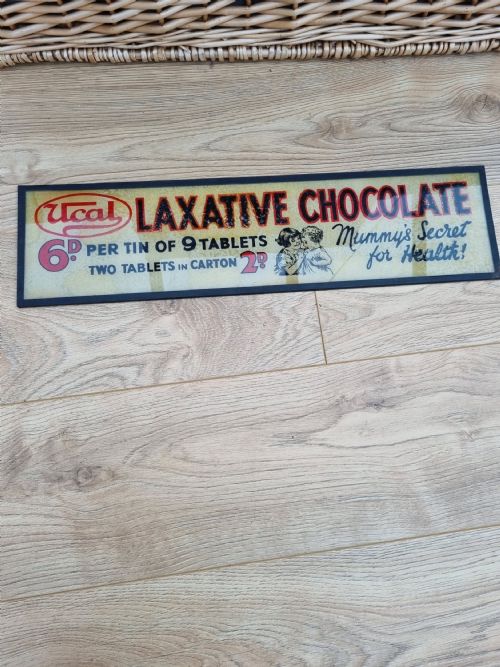 Ucal LAXATIVE CHOCOLATE
6D PER TIN OF 9 TABLETS
TWO TABLETS IN CARTON 2D
Mummy's Secret
for Health!